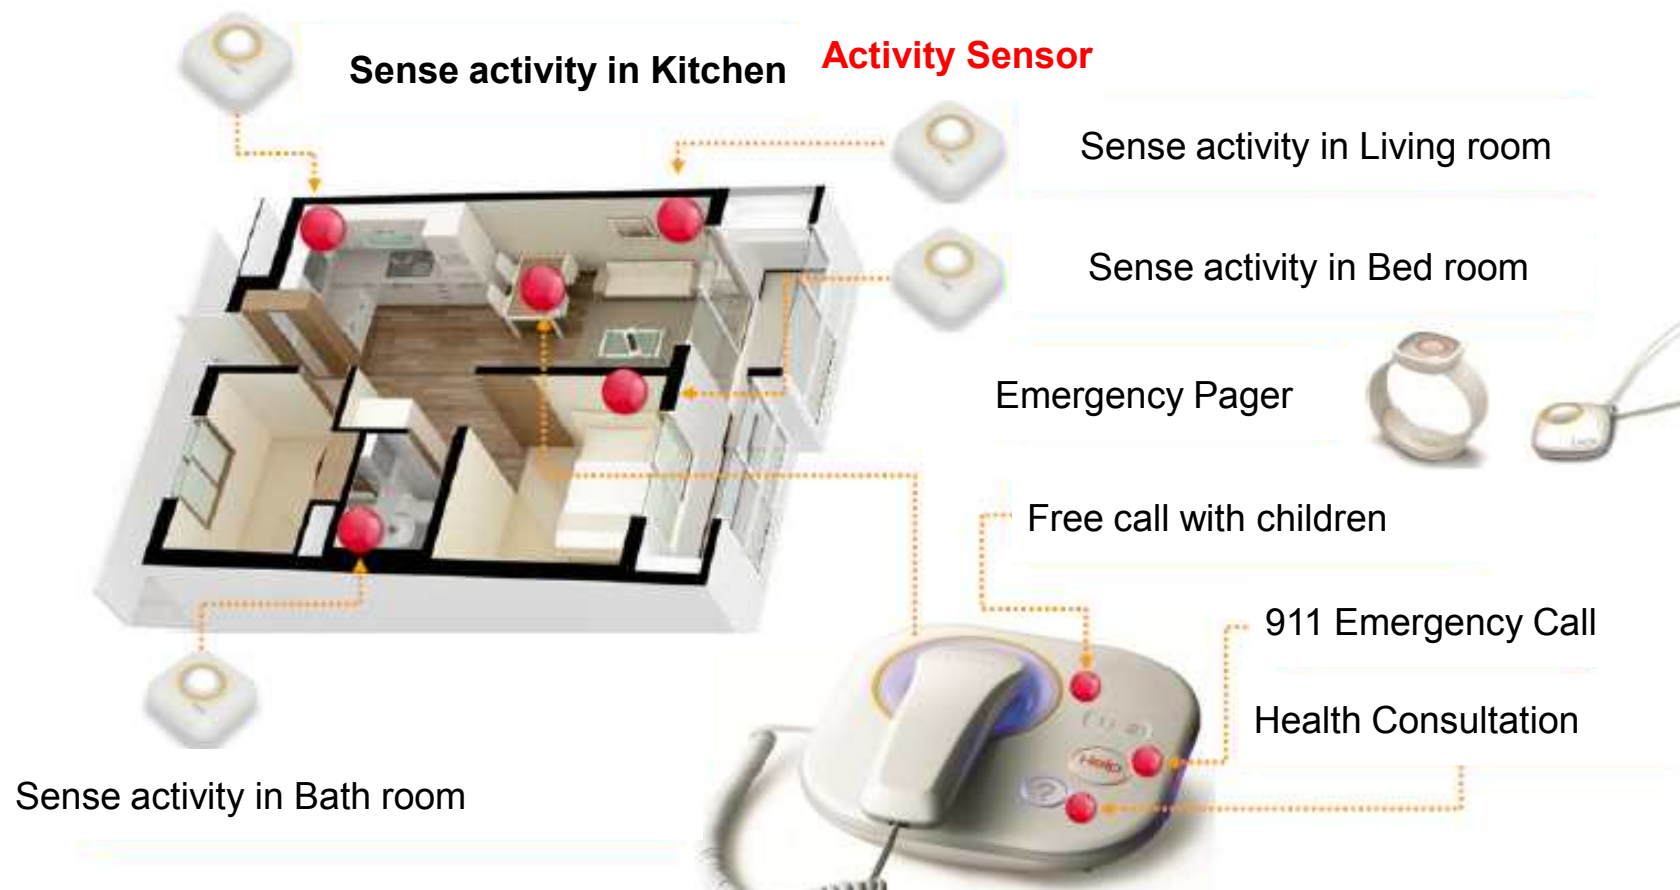 Sense activity in Kitchen
Activity Sensor
Sense activity in Living room
Sense activity in Bed room
Emergency Pager
Free call with children
911 Emergency Call
Health Consultation
Help
?
Sense activity in Bath room